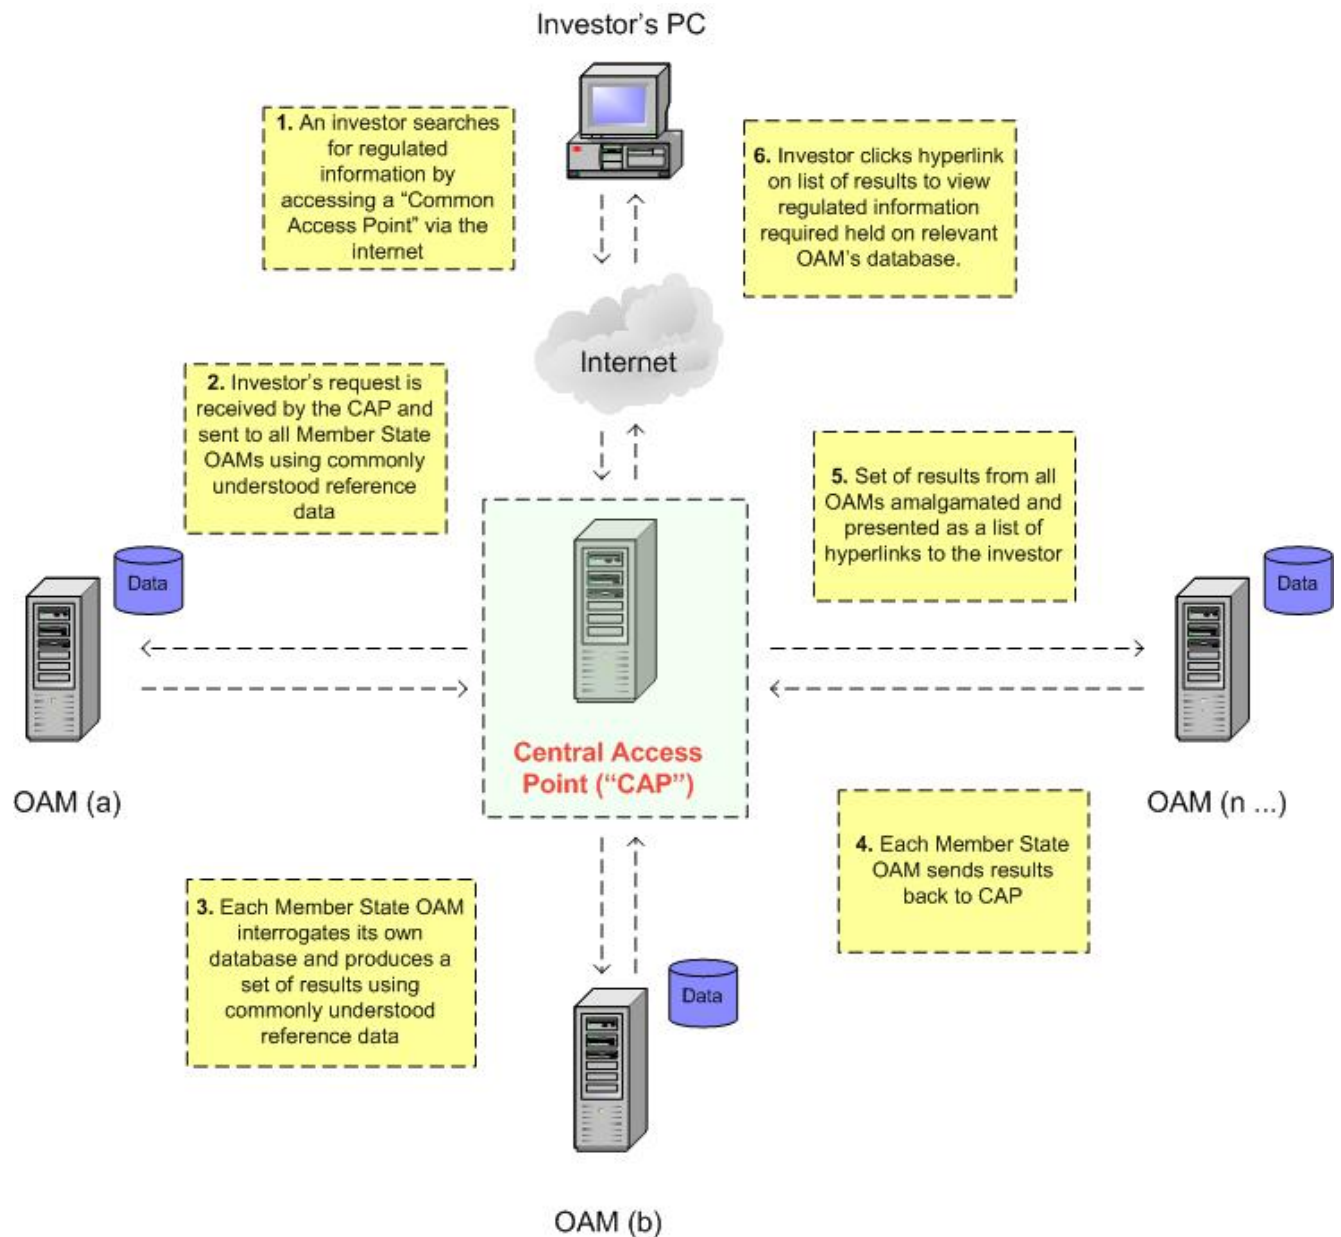 Investor's PC
1. An investor searches
for regulated
information by
accessing a “Common
Access Point” via the
internet
6. Investor clicks hyperlink
on list of results to view
regulated information
required held on relevant
OAM’s database.
Internet
2. Investor’s request is
received by the CAP and
sent to all Member State
OAMs using commonly
understood reference
data
5. Set of results from all
OAMs amalgamated and
presented as a list of
hyperlinks to the investor
Data
Data
Central Access
Point (“CAP”)
OAM (a)
OAM (n ...)
4. Each Member State
OAM sends results
back to CAP
3. Each Member State OAM
interrogates its own
database and produces a
set of results using
commonly understood
reference data
Data
OAM (b)